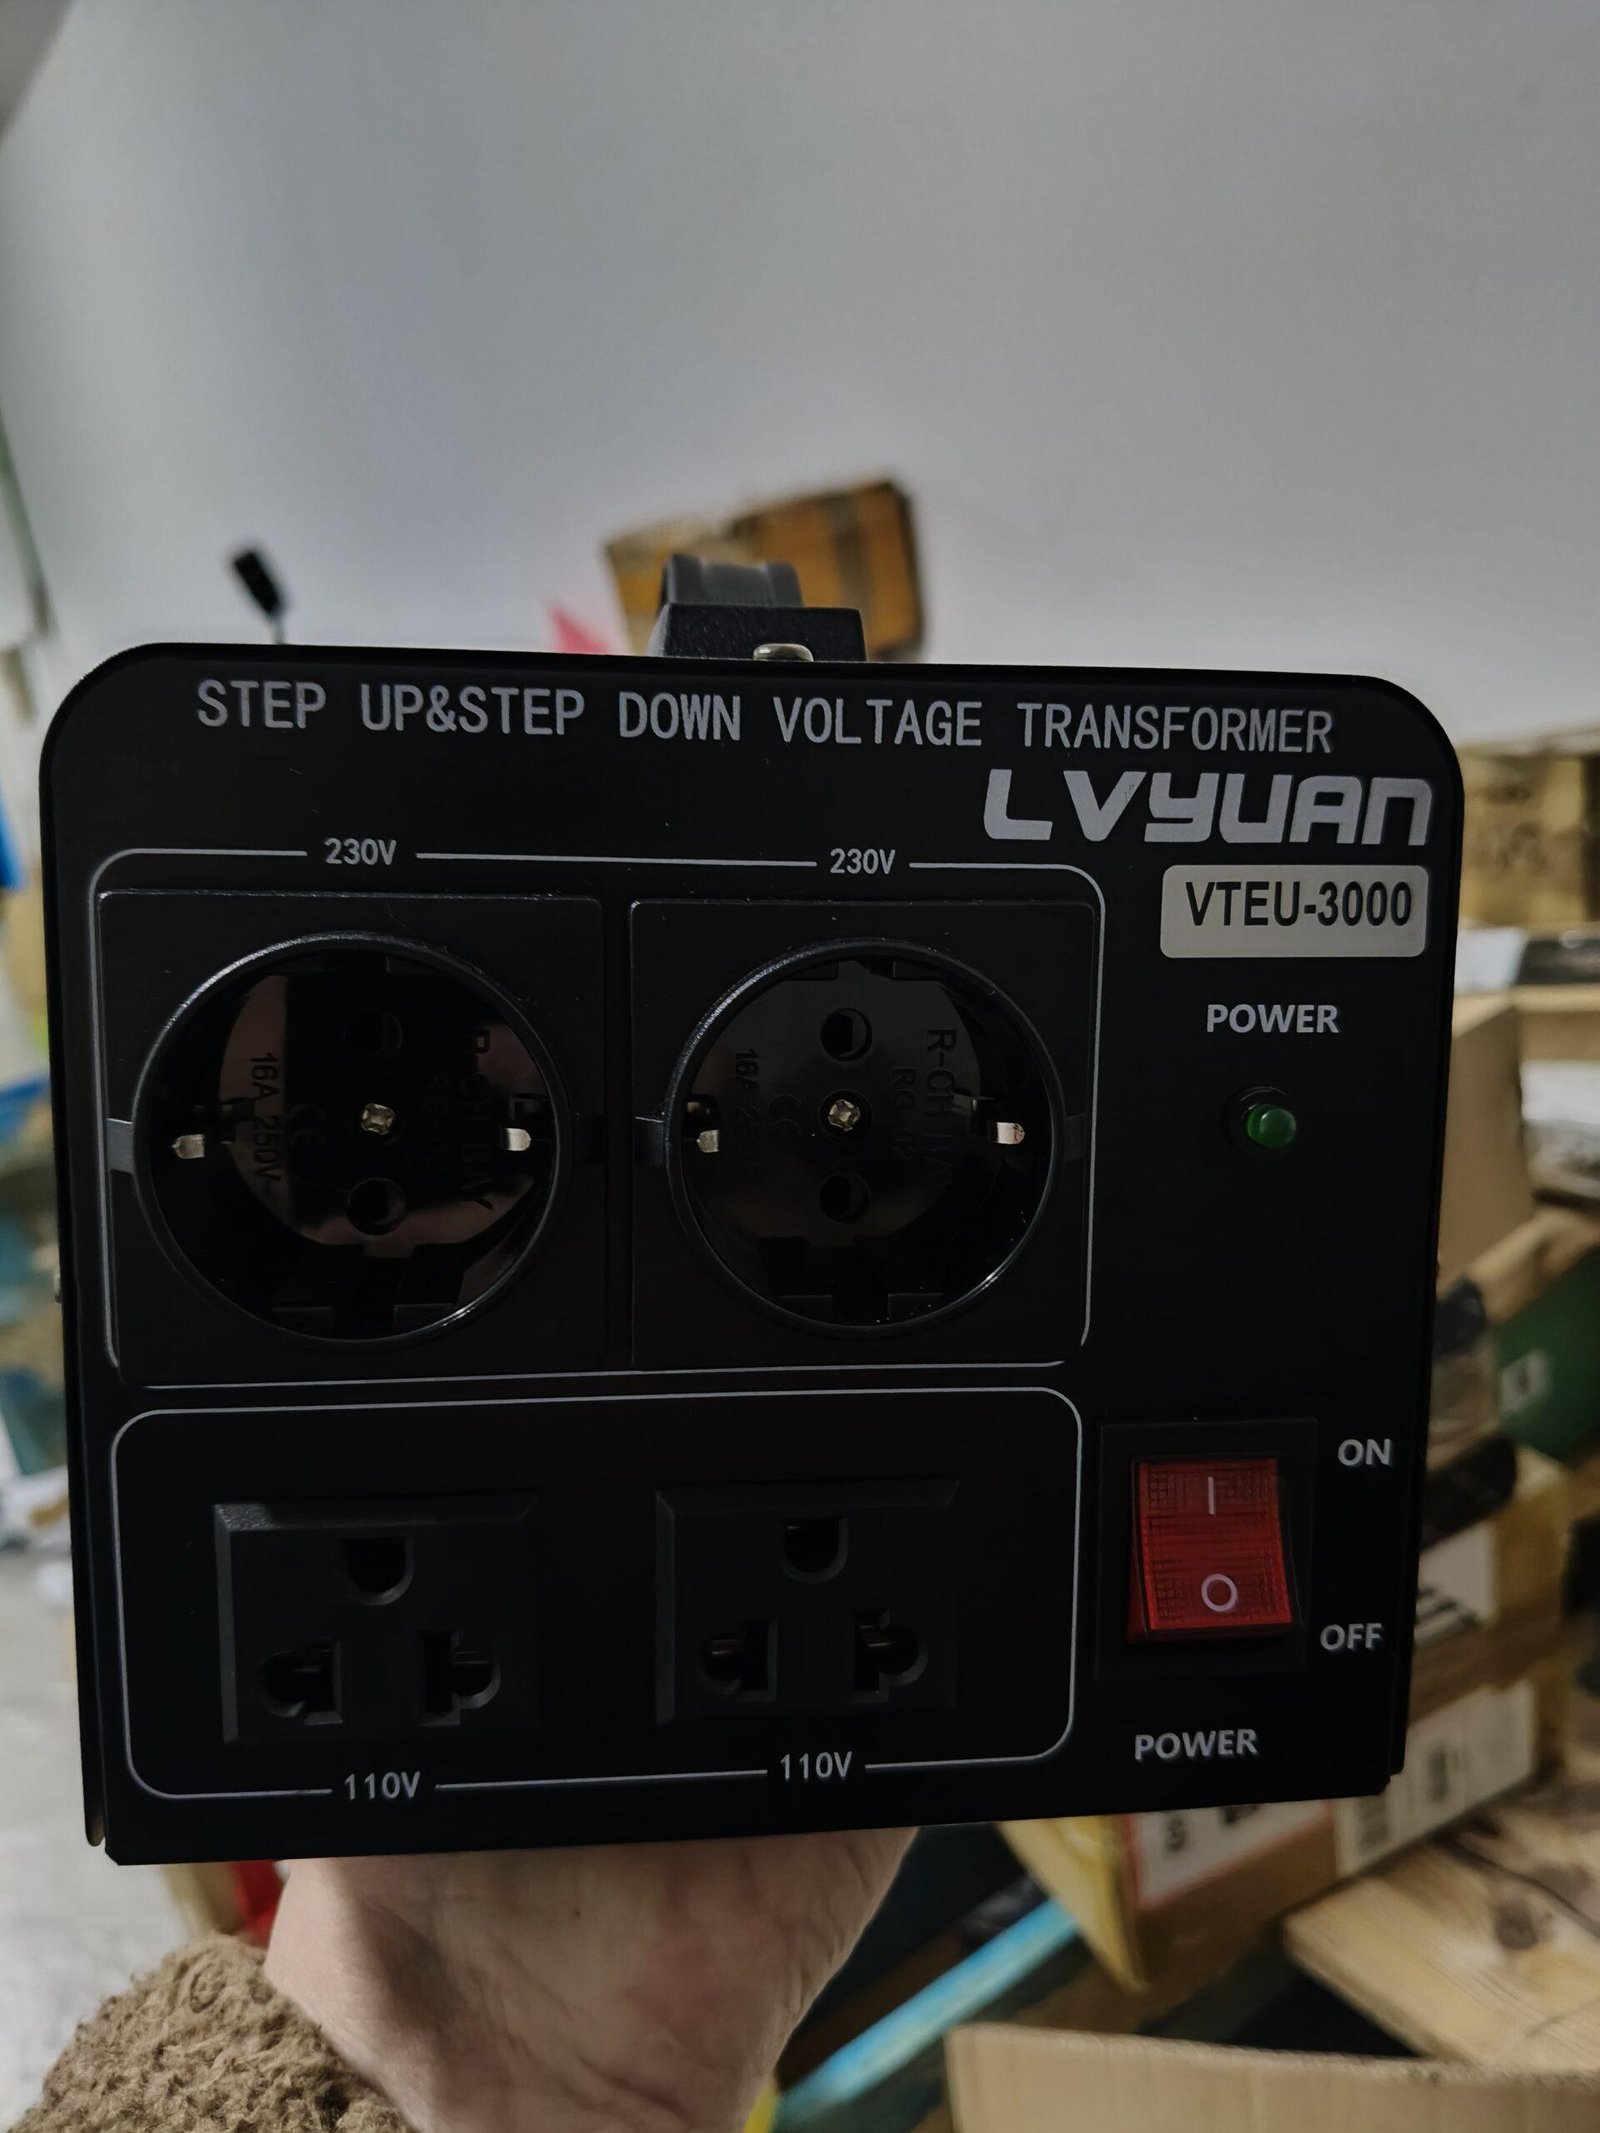 STEP UP&STEP DOWN VOLTAGE TRANSFORMER
LVYUAN
VTEU-3000
230V
230V
16A 250V
16A 250V
POWER
ON
I
O
OFF
POWER
110V
110V